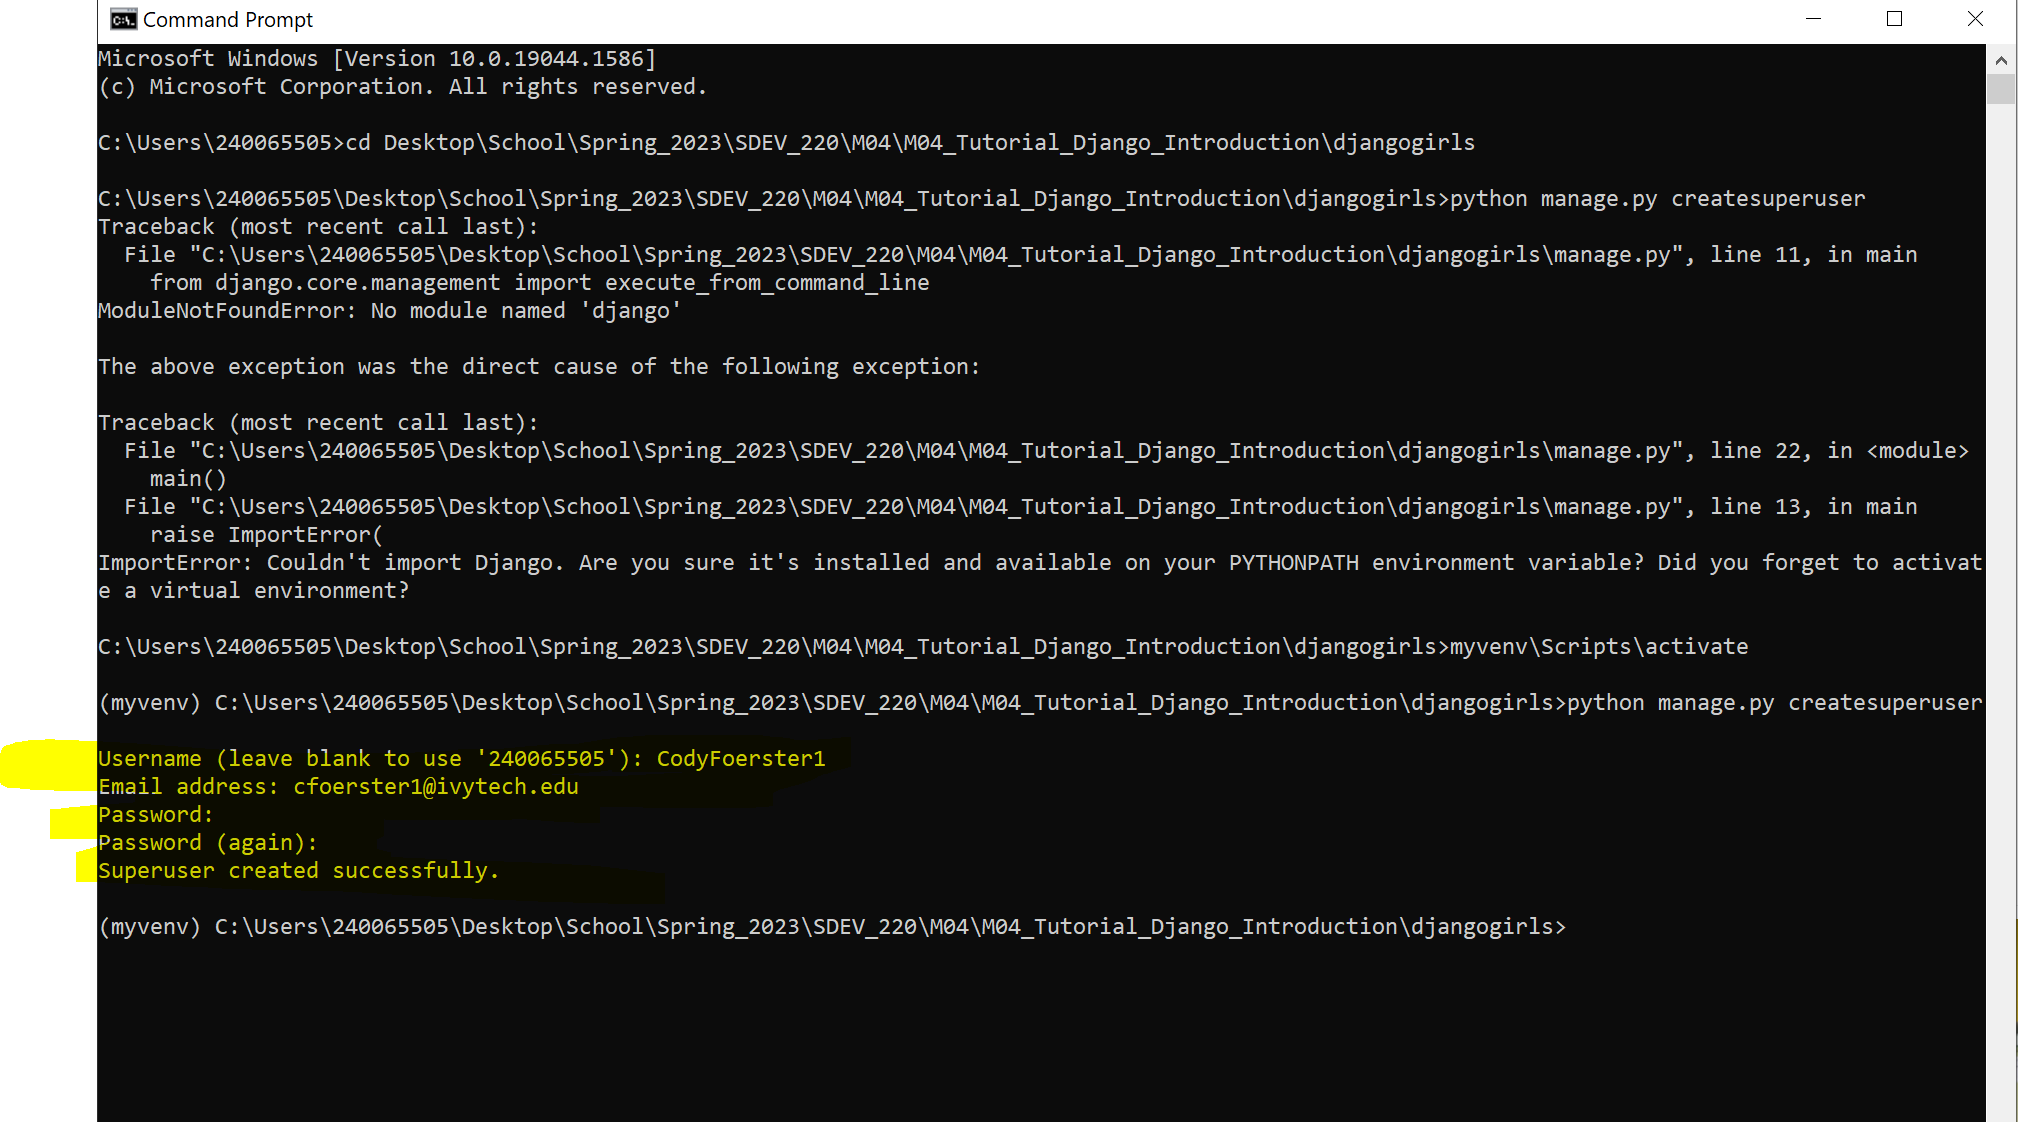 Command Prompt
Microsoft Windows [Version 10.0.19044.1586]
(c) Microsoft Corporation. All rights reserved.
C:\Users\240065505>cd Desktop\School\Spring_2023\SDEV_220\M04\M04_Tutorial_Django_Introduction\djangogirls
C:\Users\240065505\Desktop\School\Spring_2023\SDEV_220\M04\M04_Tutorial_Django_Introduction\djangogirls>python manage.py createsuperuser
Traceback (most recent call last):
  File "C:\Users\240065505\Desktop\School\Spring_2023\SDEV_220\M04\M04_Tutorial_Django_Introduction\djangogirls\manage.py", line 11, in main
    from django.core.management import execute_from_command_line
ModuleNotFoundError: No module named 'django'
The above exception was the direct cause of the following exception:
Traceback (most recent call last):
  File "C:\Users\240065505\Desktop\School\Spring_2023\SDEV_220\M04\M04_Tutorial_Django_Introduction\djangogirls\manage.py", line 22, in <module>
    main()
  File "C:\Users\240065505\Desktop\School\Spring_2023\SDEV_220\M04\M04_Tutorial_Django_Introduction\djangogirls\manage.py", line 13, in main
    raise ImportError(
ImportError: Couldn't import Django. Are you sure it's installed and available on your PYTHONPATH environment variable? Did you forget to activat
e a virtual environment?
C:\Users\240065505\Desktop\School\Spring_2023\SDEV_220\M04\M04_Tutorial_Django_Introduction\djangogirls>myvenv\Scripts\activate
(myvenv) C:\Users\240065505\Desktop\School\Spring_2023\SDEV_220\M04\M04_Tutorial_Django_Introduction\djangogirls>python manage.py createsuperuser
Username (leave blank to use '240065505'): CodyFoerster1
Email address: cfoerster1@ivytech.edu
Password:
Password (again):
Superuser created successfully.
(myvenv) C:\Users\240065505\Desktop\School\Spring_2023\SDEV_220\M04\M04_Tutorial_Django_Introduction\djangogirls>